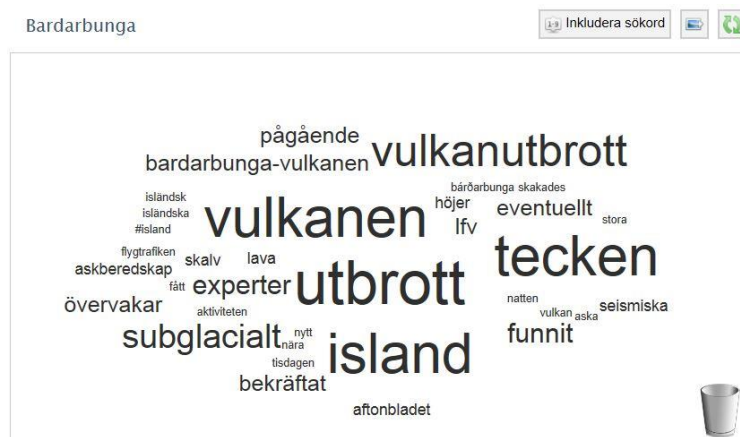 Bardarbunga
1-9 Inkludera sökord
pågående
vulkanutbrott
bardarbunga-vulkanen
bárðarbunga skakades
isländsk
höjer
eventuellt
isländska
vulkanen
stora
#island
lfv
tecken
flygtrafiken
skalv
lava
askberedskap
fått
experter
utbrott
natten
övervakar
aktiviteten
vulkan
aska
seismiska
subglacialt
nytt
nära
island
funnit
tisdagen
bekräftat
aftonbladet